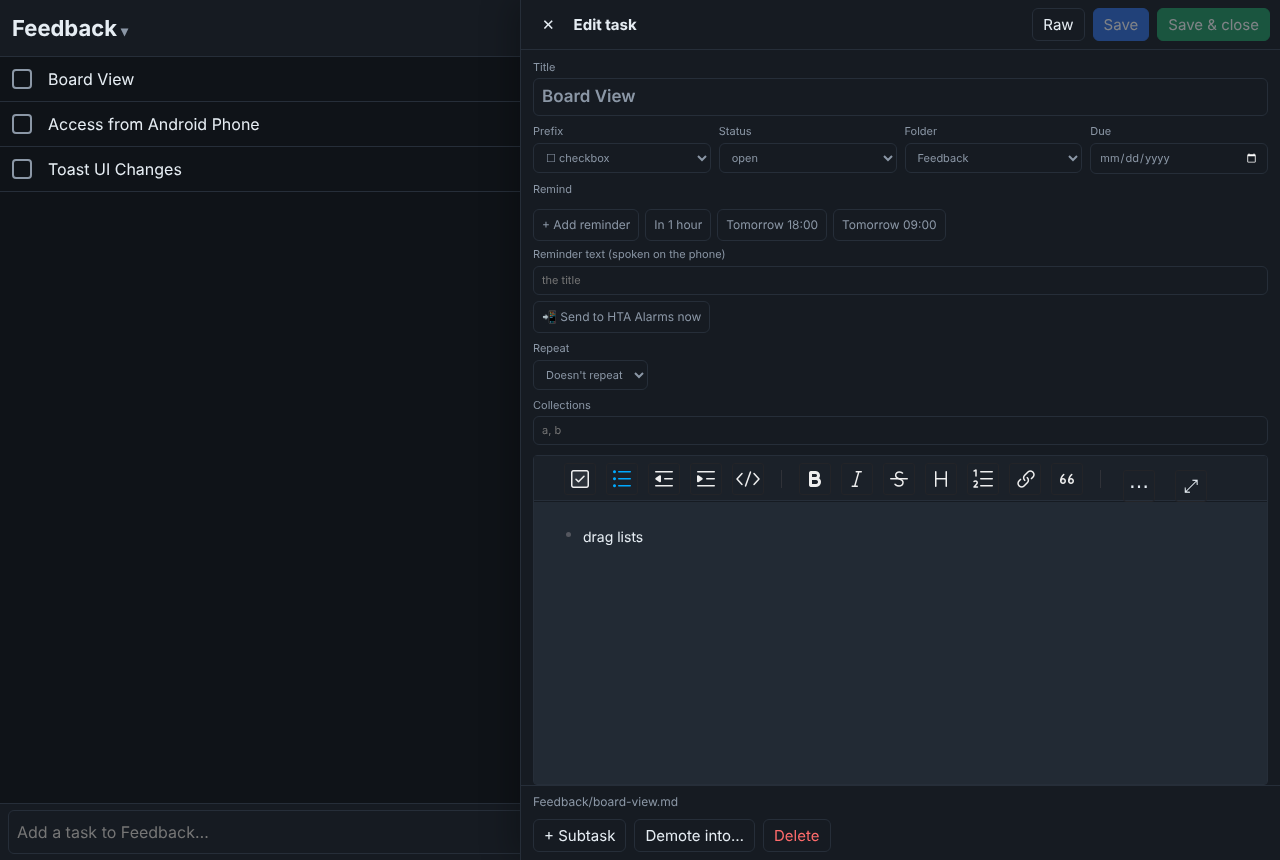 Feedback ▾
Board View
Access from Android Phone
Toast UI Changes
Add a task to Feedback...
✕ Edit task Raw Save Save & close
Title
Board View
Prefix Status Folder Due
☐ checkbox open Feedback mm/dd/yyyy
Remind
+ Add reminder In 1 hour Tomorrow 18:00 Tomorrow 09:00
Reminder text (spoken on the phone)
the title
📲 Send to HTA Alarms now
Repeat
Doesn't repeat
Collections
a, b
• drag lists
Feedback/board-view.md
+ Subtask Demote into... Delete